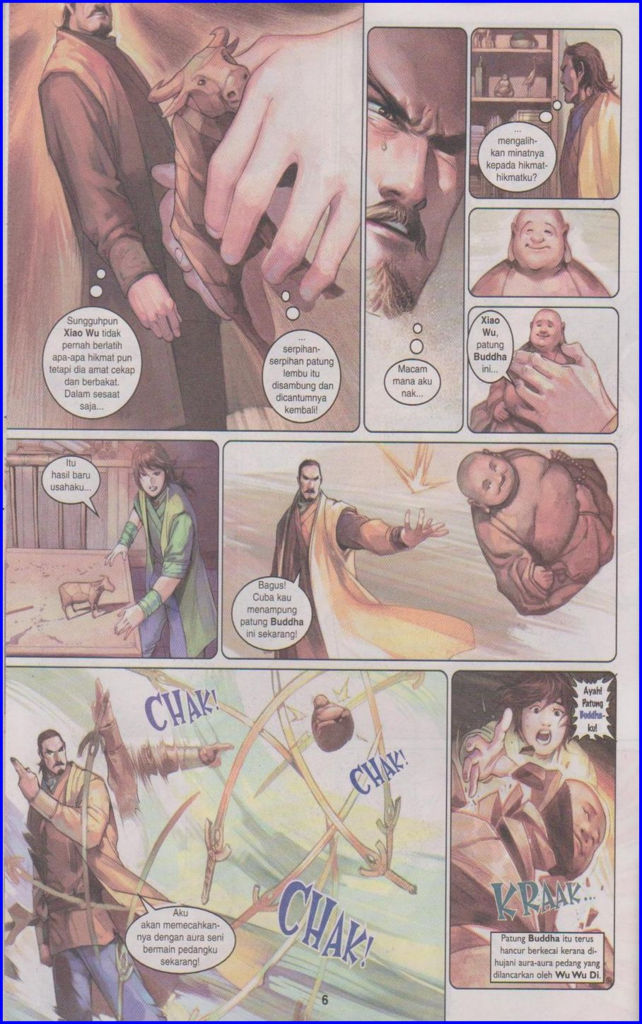 Sungguhpun
Xiao Wu tidak
pernah berlatih
apa-apa hikmat pun
tetapi dia amat cekap
dan berbakat.
Dalam sesaat
saja...
...
serpihan-
serpihan patung
lembu itu
disambung dan
dicantumnya
kembali!
Macam
mana aku
nak...
...
mengalih-
kan minatnya
kepada hikmat-
hikmatku?
Xiao
Wu,
patung
Buddha
ini...
Itu
hasil baru
usahaku...
Bagus!
Cuba kau
menampung
patung Buddha
ini sekarang!
CHAK!
CHAK!
CHAK!
Aku
akan memecahkan-
nya dengan aura seni
bermain pedangku
sekarang!
Ayah!
Patung
Buddha-
ku!
KRAAK...
Patung Buddha itu terus
hancur berkecai kerana di-
hujani aura-aura pedang yang
dilancarkan oleh Wu Wu Di.
6